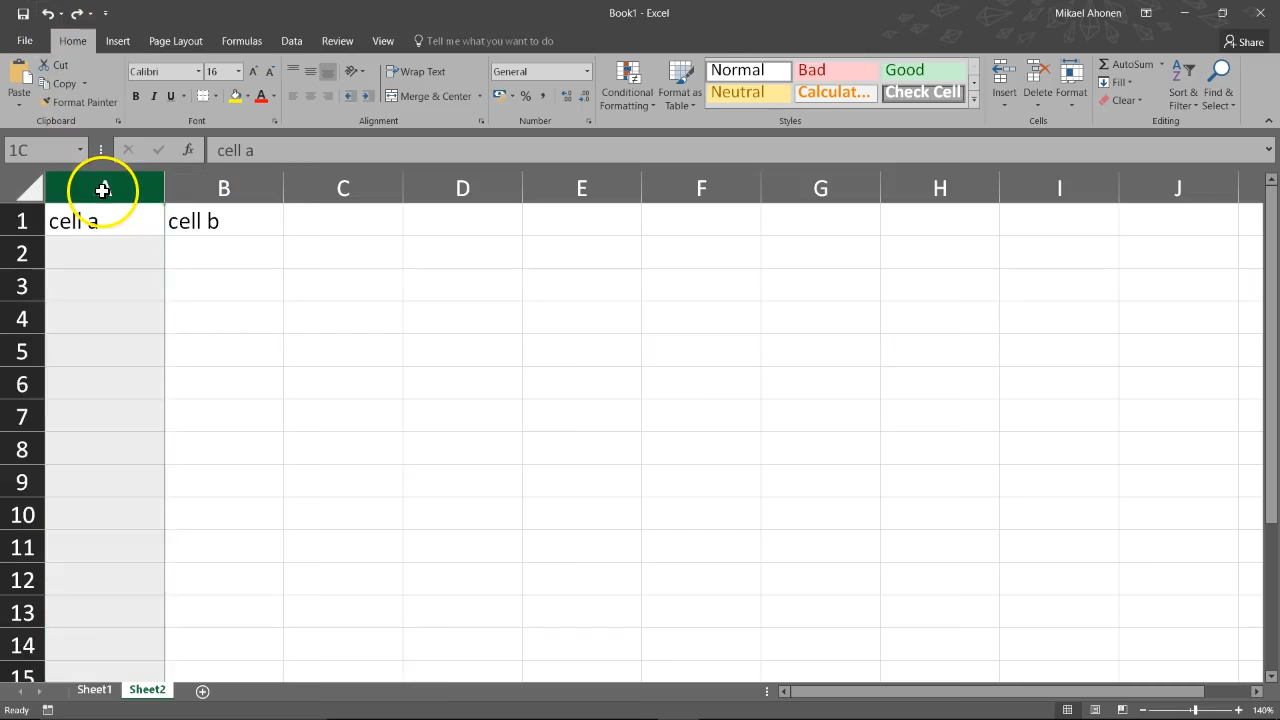 Book1 - Excel
Mikael Ahonen
File Home Insert Page Layout Formulas Data Review View Tell me what you want to do Share
Paste
Cut
Copy
Format Painter
Clipboard
Calibri 16
B I U
Font
Wrap Text
Merge & Center
Alignment
General
%
Number
Conditional Formatting
Format as Table
Normal Bad Good
Neutral Calculat... Check Cell
Styles
Insert Delete Format
Cells
AutoSum
Fill
Clear
Sort & Filter
Find & Select
Editing
1C fx cell a
A B C D E F G H I J
1 cell a cell b
2
3
4
5
6
7
8
9
10
11
12
13
14
15
Sheet1 Sheet2
Ready 140%